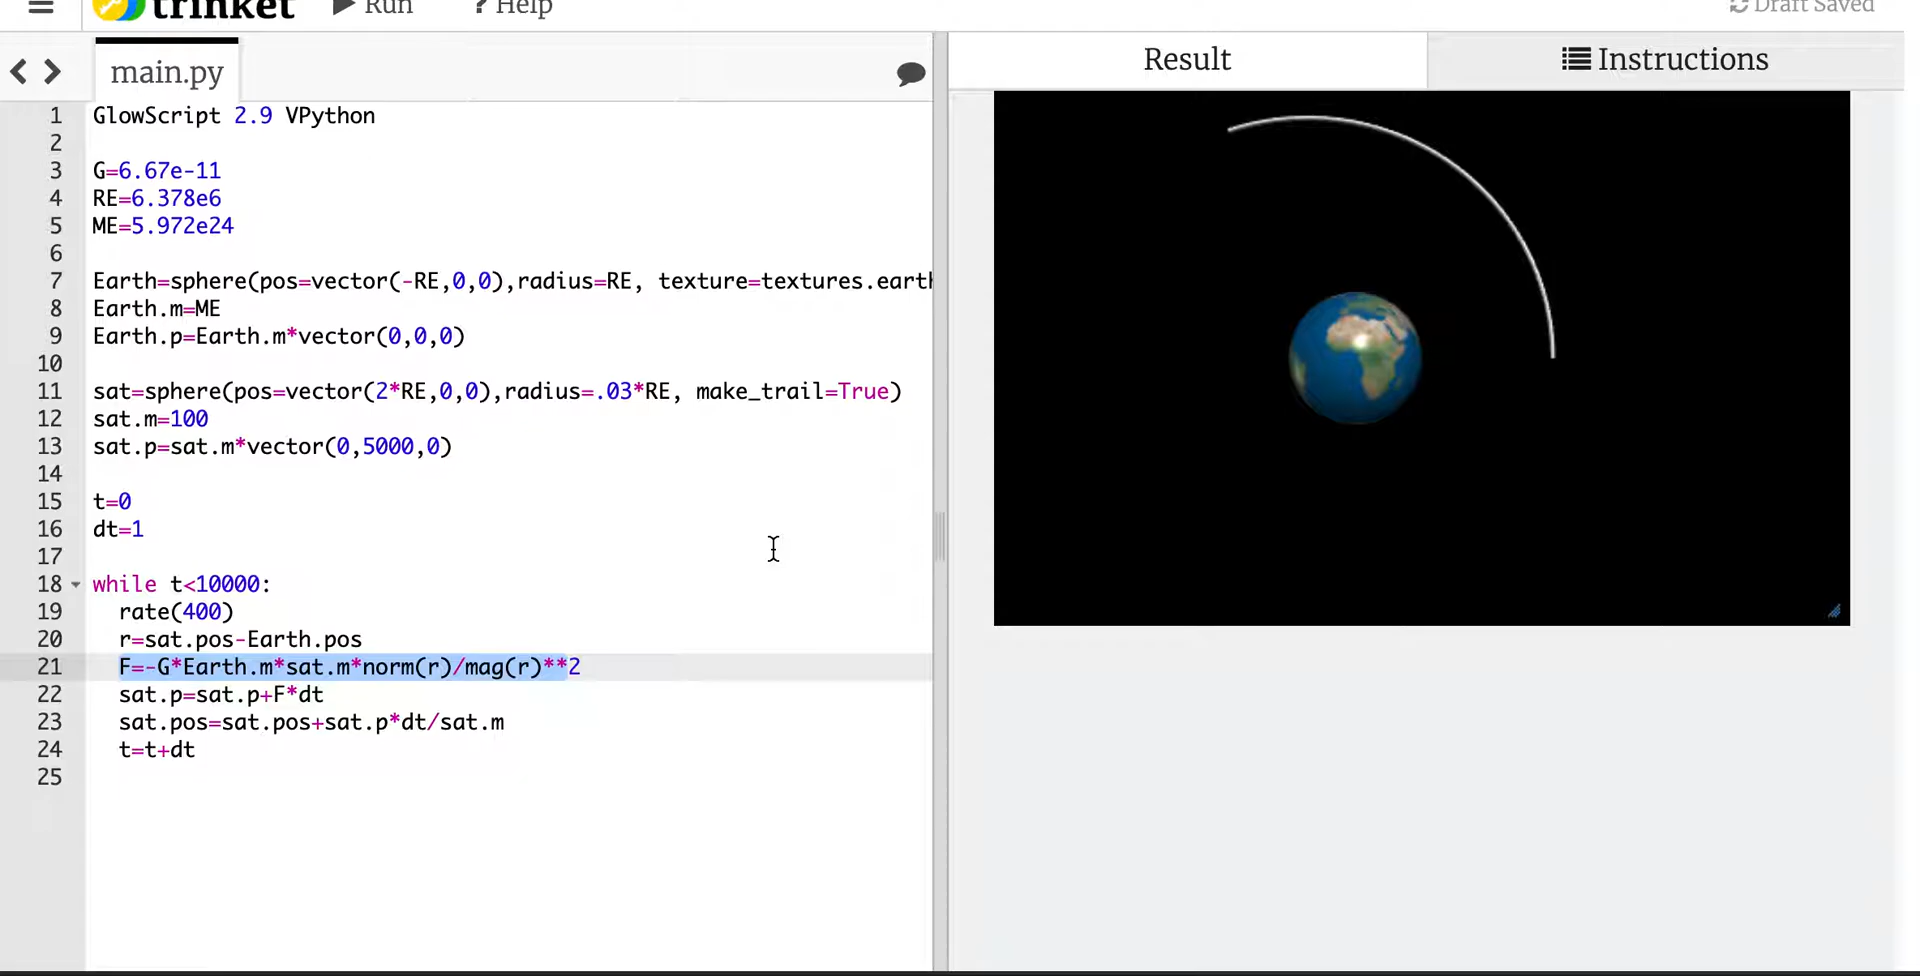 trinket Run ? Help Draft Saved
main.py
Result Instructions
1 GlowScript 2.9 VPython
2
3 G=6.67e-11
4 RE=6.378e6
5 ME=5.972e24
6
7 Earth=sphere(pos=vector(-RE,0,0),radius=RE, texture=textures.earth
8 Earth.m=ME
9 Earth.p=Earth.m*vector(0,0,0)
10
11 sat=sphere(pos=vector(2*RE,0,0),radius=.03*RE, make_trail=True)
12 sat.m=100
13 sat.p=sat.m*vector(0,5000,0)
14
15 t=0
16 dt=1
17
18 while t<10000:
19 rate(400)
20 r=sat.pos-Earth.pos
21 F=-G*Earth.m*sat.m*norm(r)/mag(r)**2
22 sat.p=sat.p+F*dt
23 sat.pos=sat.pos+sat.p*dt/sat.m
24 t=t+dt
25